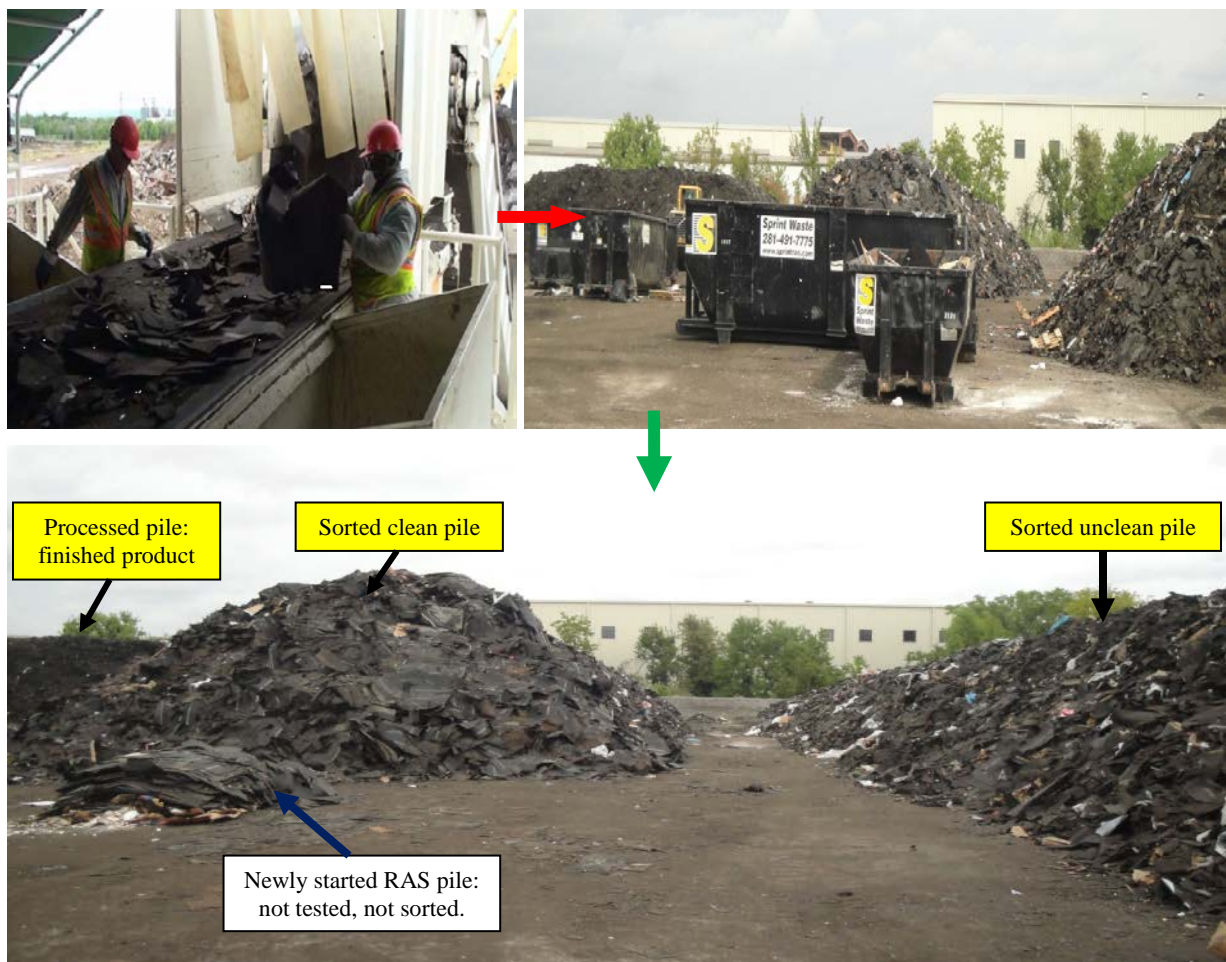 S
Sprint Waste
281-491-7775
www.sprintwas.com
S
Sprint
Waste
Processed pile:
finished product
Sorted clean pile
Sorted unclean pile
Newly started RAS pile:
not tested, not sorted.